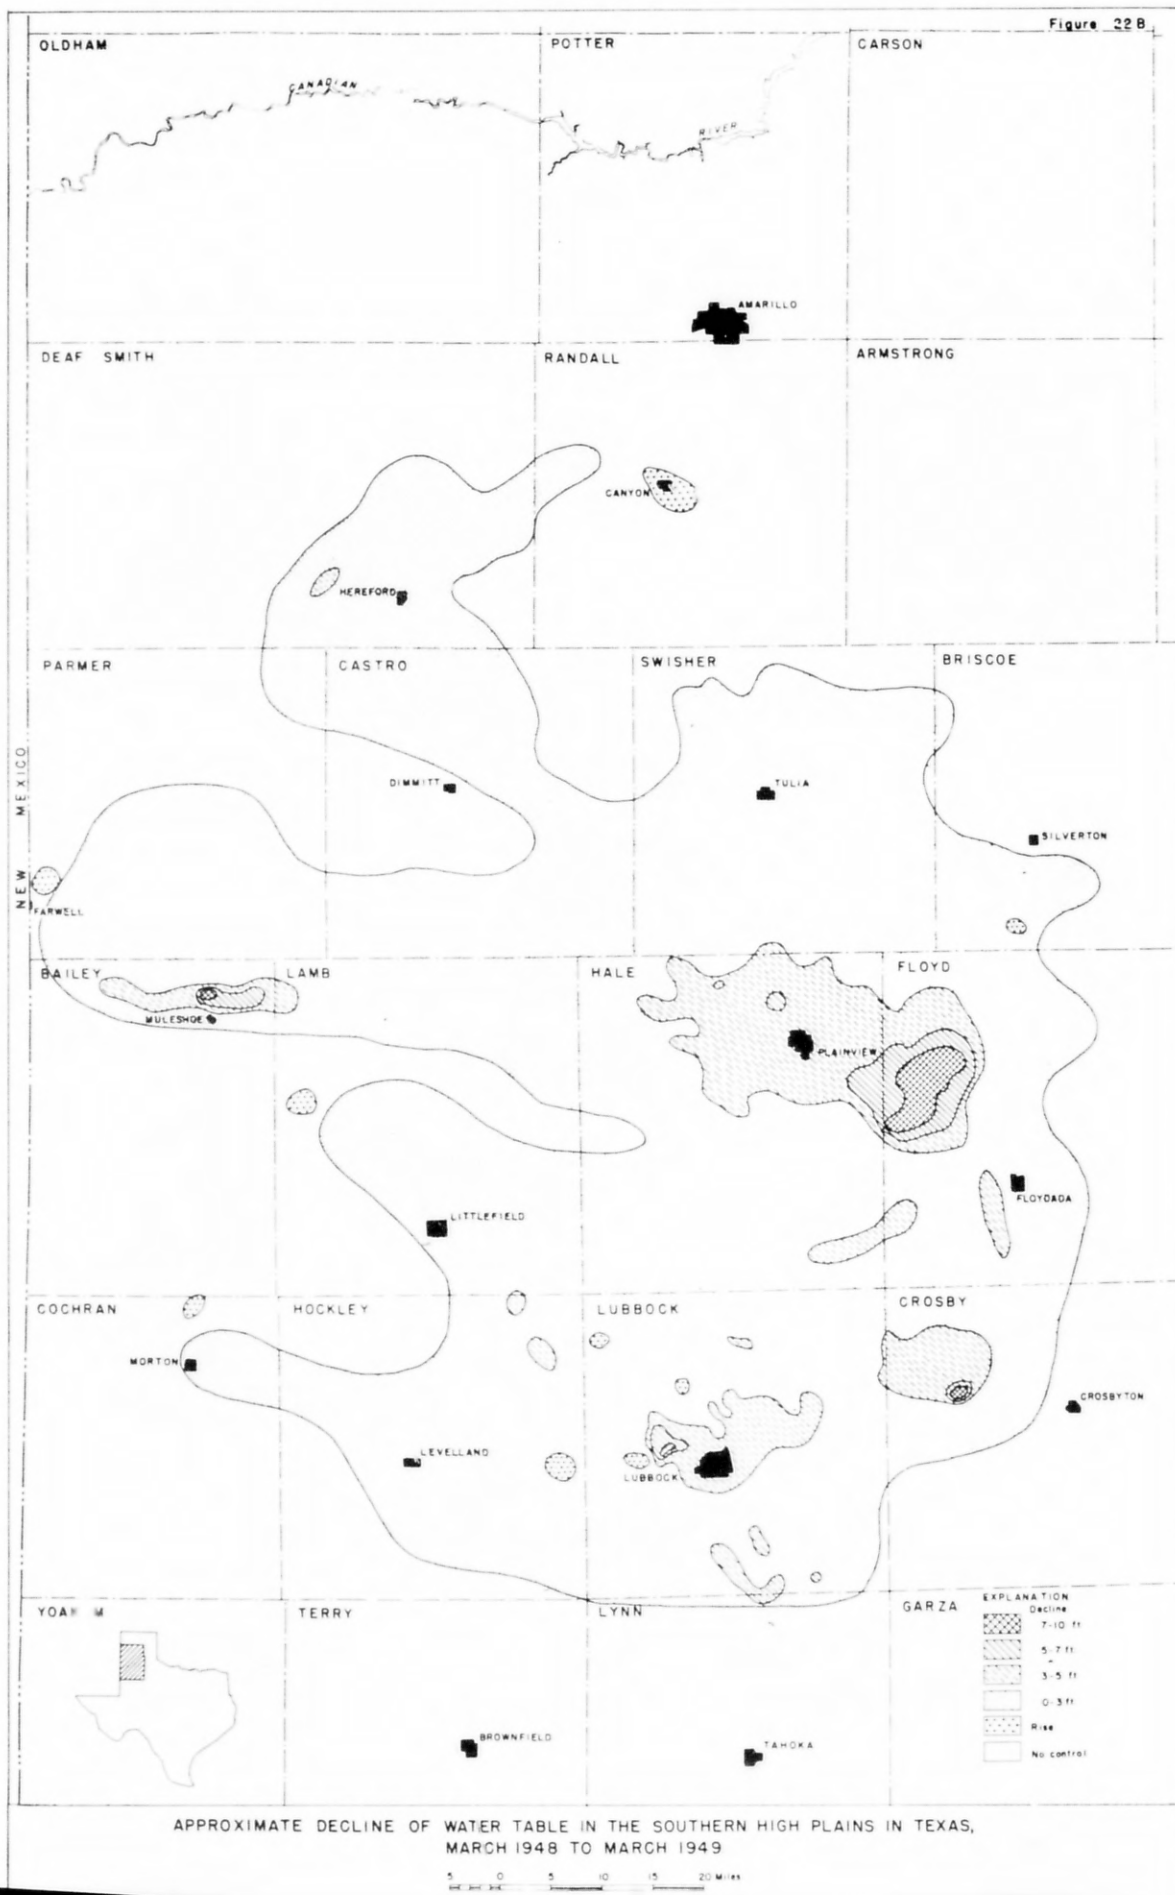 Figure 22B
OLDHAM
POTTER
CARSON
CANADIAN
RIVER
AMARILLO
DEAF SMITH
RANDALL
ARMSTRONG
CANYON
HEREFORD
PARMER
CASTRO
SWISHER
BRISCOE
NEW MEXICO
DIMMITT
TULIA
SILVERTON
FARWELL
BAILEY
LAMB
HALE
FLOYD
MULESHOE
PLAINVIEW
FLOYDADA
LITTLEFIELD
COCHRAN
HOCKLEY
LUBBOCK
CROSBY
MORTON
CROSBYTON
LEVELLAND
LUBBOCK
YOAK M
TERRY
LYNN
GARZA
EXPLANATION
Decline
7-10 ft
5-7 ft
3-5 ft
0-3 ft
Rise
No control
BROWNFIELD
TAHOKA
APPROXIMATE DECLINE OF WATER TABLE IN THE SOUTHERN HIGH PLAINS IN TEXAS,
MARCH 1948 TO MARCH 1949
5 0 5 10 15 20 Miles